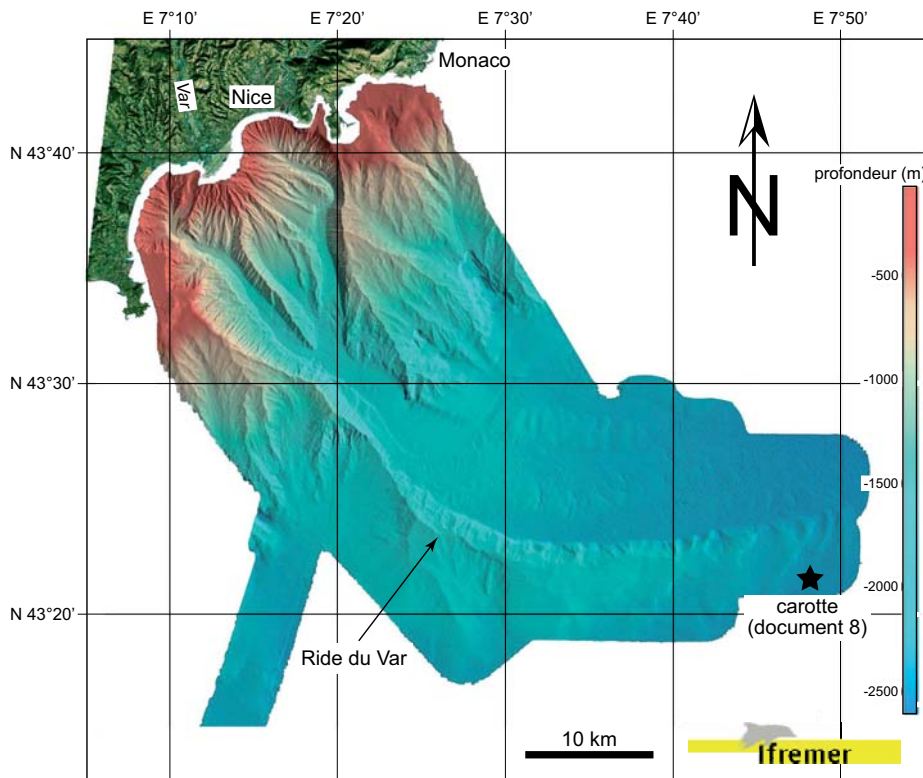 E 7°10’ E 7°20’ E 7°30’ E 7°40’ E 7°50’
Monaco
Var
Nice
N 43°40’
N
profondeur (m)
-500
N 43°30’
-1000
-1500
-2000
carotte
(document 8)
N 43°20’
Ride du Var
-2500
10 km
Ifremer